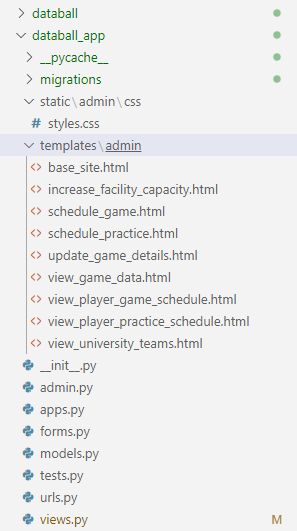 databall
databall_app
__pycache__
migrations
static\admin\css
# styles.css
templates\admin
<> base_site.html
<> increase_facility_capacity.html
<> schedule_game.html
<> schedule_practice.html
<> update_game_details.html
<> view_game_data.html
<> view_player_game_schedule.html
<> view_player_practice_schedule.html
<> view_university_teams.html
__init__.py
admin.py
apps.py
forms.py
models.py
tests.py
urls.py
views.py M